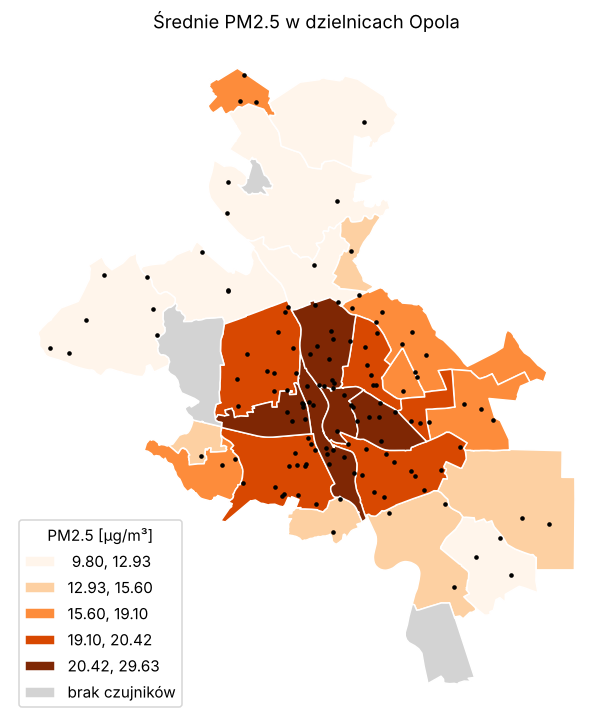 Średnie PM2.5 w dzielnicach Opola
PM2.5 [µg/m³]
9.80, 12.93
12.93, 15.60
15.60, 19.10
19.10, 20.42
20.42, 29.63
brak czujników